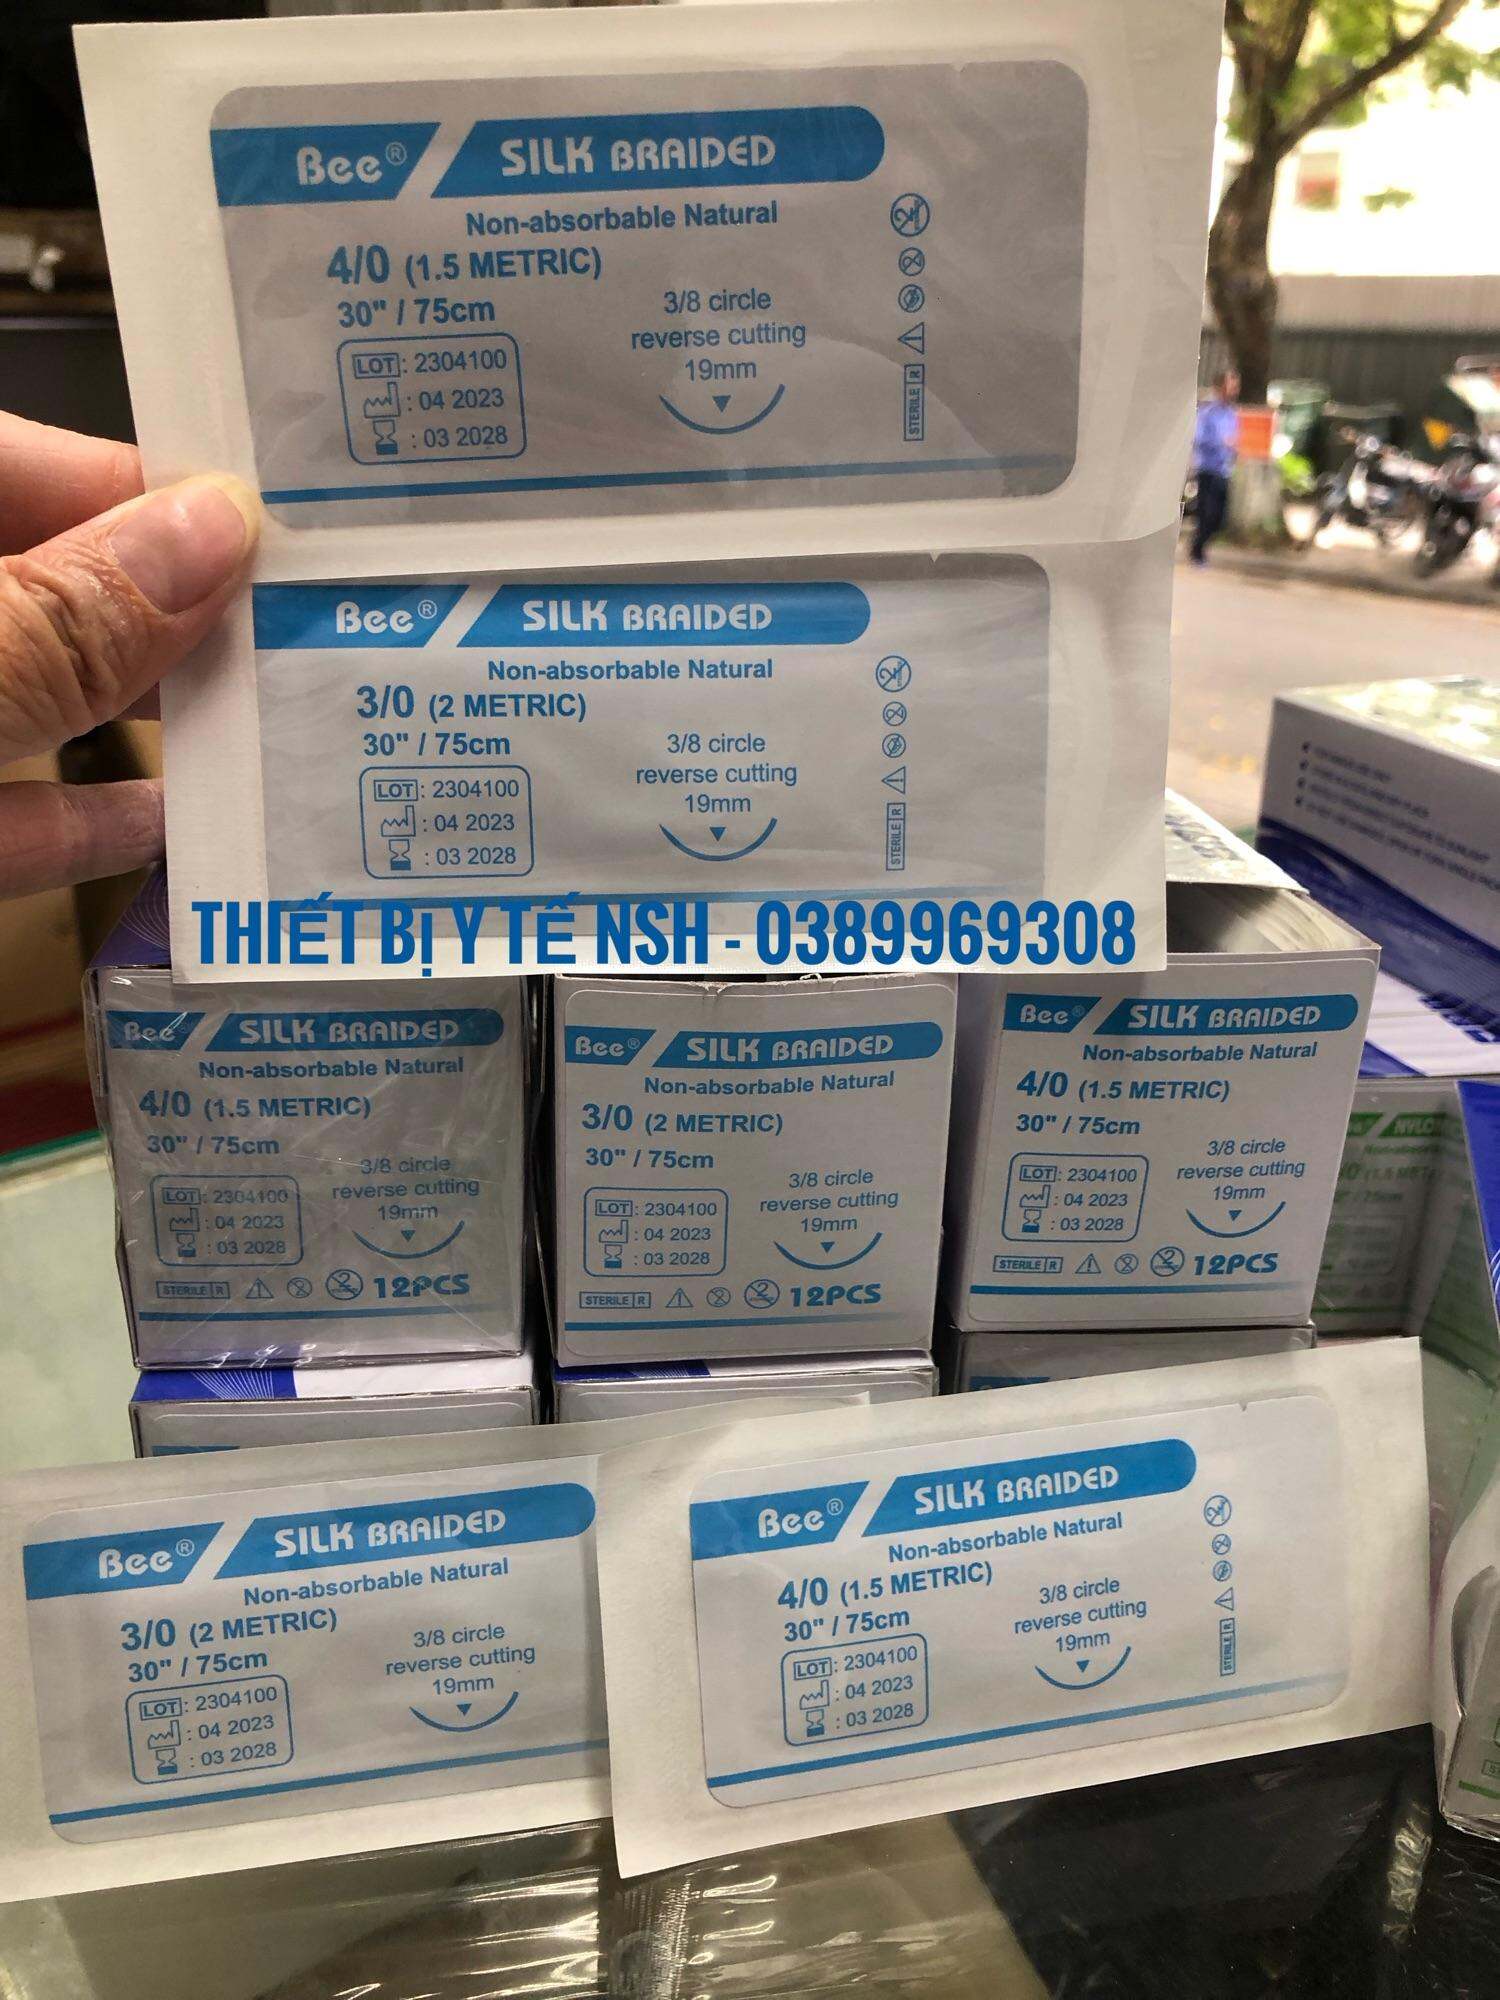 Bee® SILK BRAIDED
Non-absorbable Natural
4/0 (1.5 METRIC)
30" / 75cm
3/8 circle
reverse cutting
19mm
LOT: 2304100
: 04 2023
: 03 2028
STERILE R
Bee® SILK BRAIDED
Non-absorbable Natural
3/0 (2 METRIC)
30" / 75cm
3/8 circle
reverse cutting
19mm
LOT: 2304100
: 04 2023
: 03 2028
STERILE R
THIẾT BỊ Y TẾ NSH - 0389969308
Bee® SILK BRAIDED
Non-absorbable Natural
4/0 (1.5 METRIC)
30" / 75cm
3/8 circle
reverse cutting
19mm
LOT: 2304100
: 04 2023
: 03 2028
STERILE R 2 12PCS
Bee® SILK BRAIDED
Non-absorbable Natural
3/0 (2 METRIC)
30" / 75cm
3/8 circle
reverse cutting
19mm
LOT: 2304100
: 04 2023
: 03 2028
STERILE R 2 12PCS
Bee® SILK BRAIDED
Non-absorbable Natural
4/0 (1.5 METRIC)
30" / 75cm
3/8 circle
reverse cutting
19mm
LOT: 2304100
: 04 2023
: 03 2028
STERILE R 2 12PCS
Bee® SILK BRAIDED
Non-absorbable Natural
3/0 (2 METRIC)
30" / 75cm
3/8 circle
reverse cutting
19mm
LOT: 2304100
: 04 2023
: 03 2028
Bee® SILK BRAIDED
Non-absorbable Natural
4/0 (1.5 METRIC)
30" / 75cm
3/8 circle
reverse cutting
19mm
LOT: 2304100
: 04 2023
: 03 2028
STERILE R